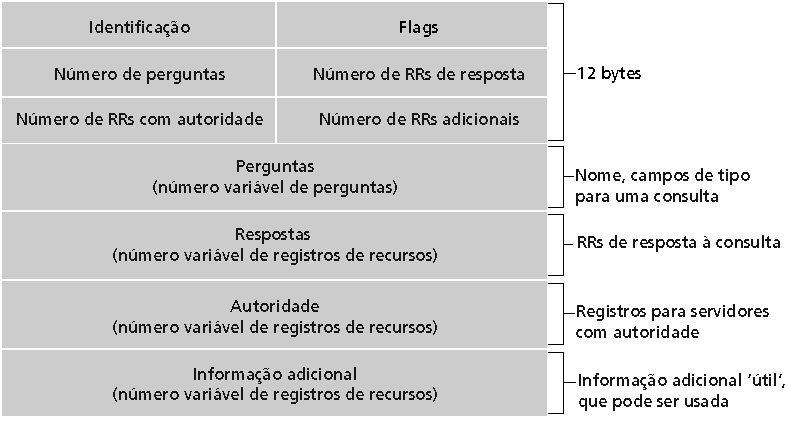 Identificação
Flags
12 bytes
Número de perguntas
Número de RRs de resposta
Número de RRs com autoridade
Número de RRs adicionais
Perguntas
(número variável de perguntas)
Nome, campos de tipo
para uma consulta
Respostas
(número variável de registros de recursos)
RRs de resposta à consulta
Autoridade
(número variável de registros de recursos)
Registros para servidores
com autoridade
Informação adicional
(número variável de registros de recursos)
Informação adicional ‘útil’,
que pode ser usada